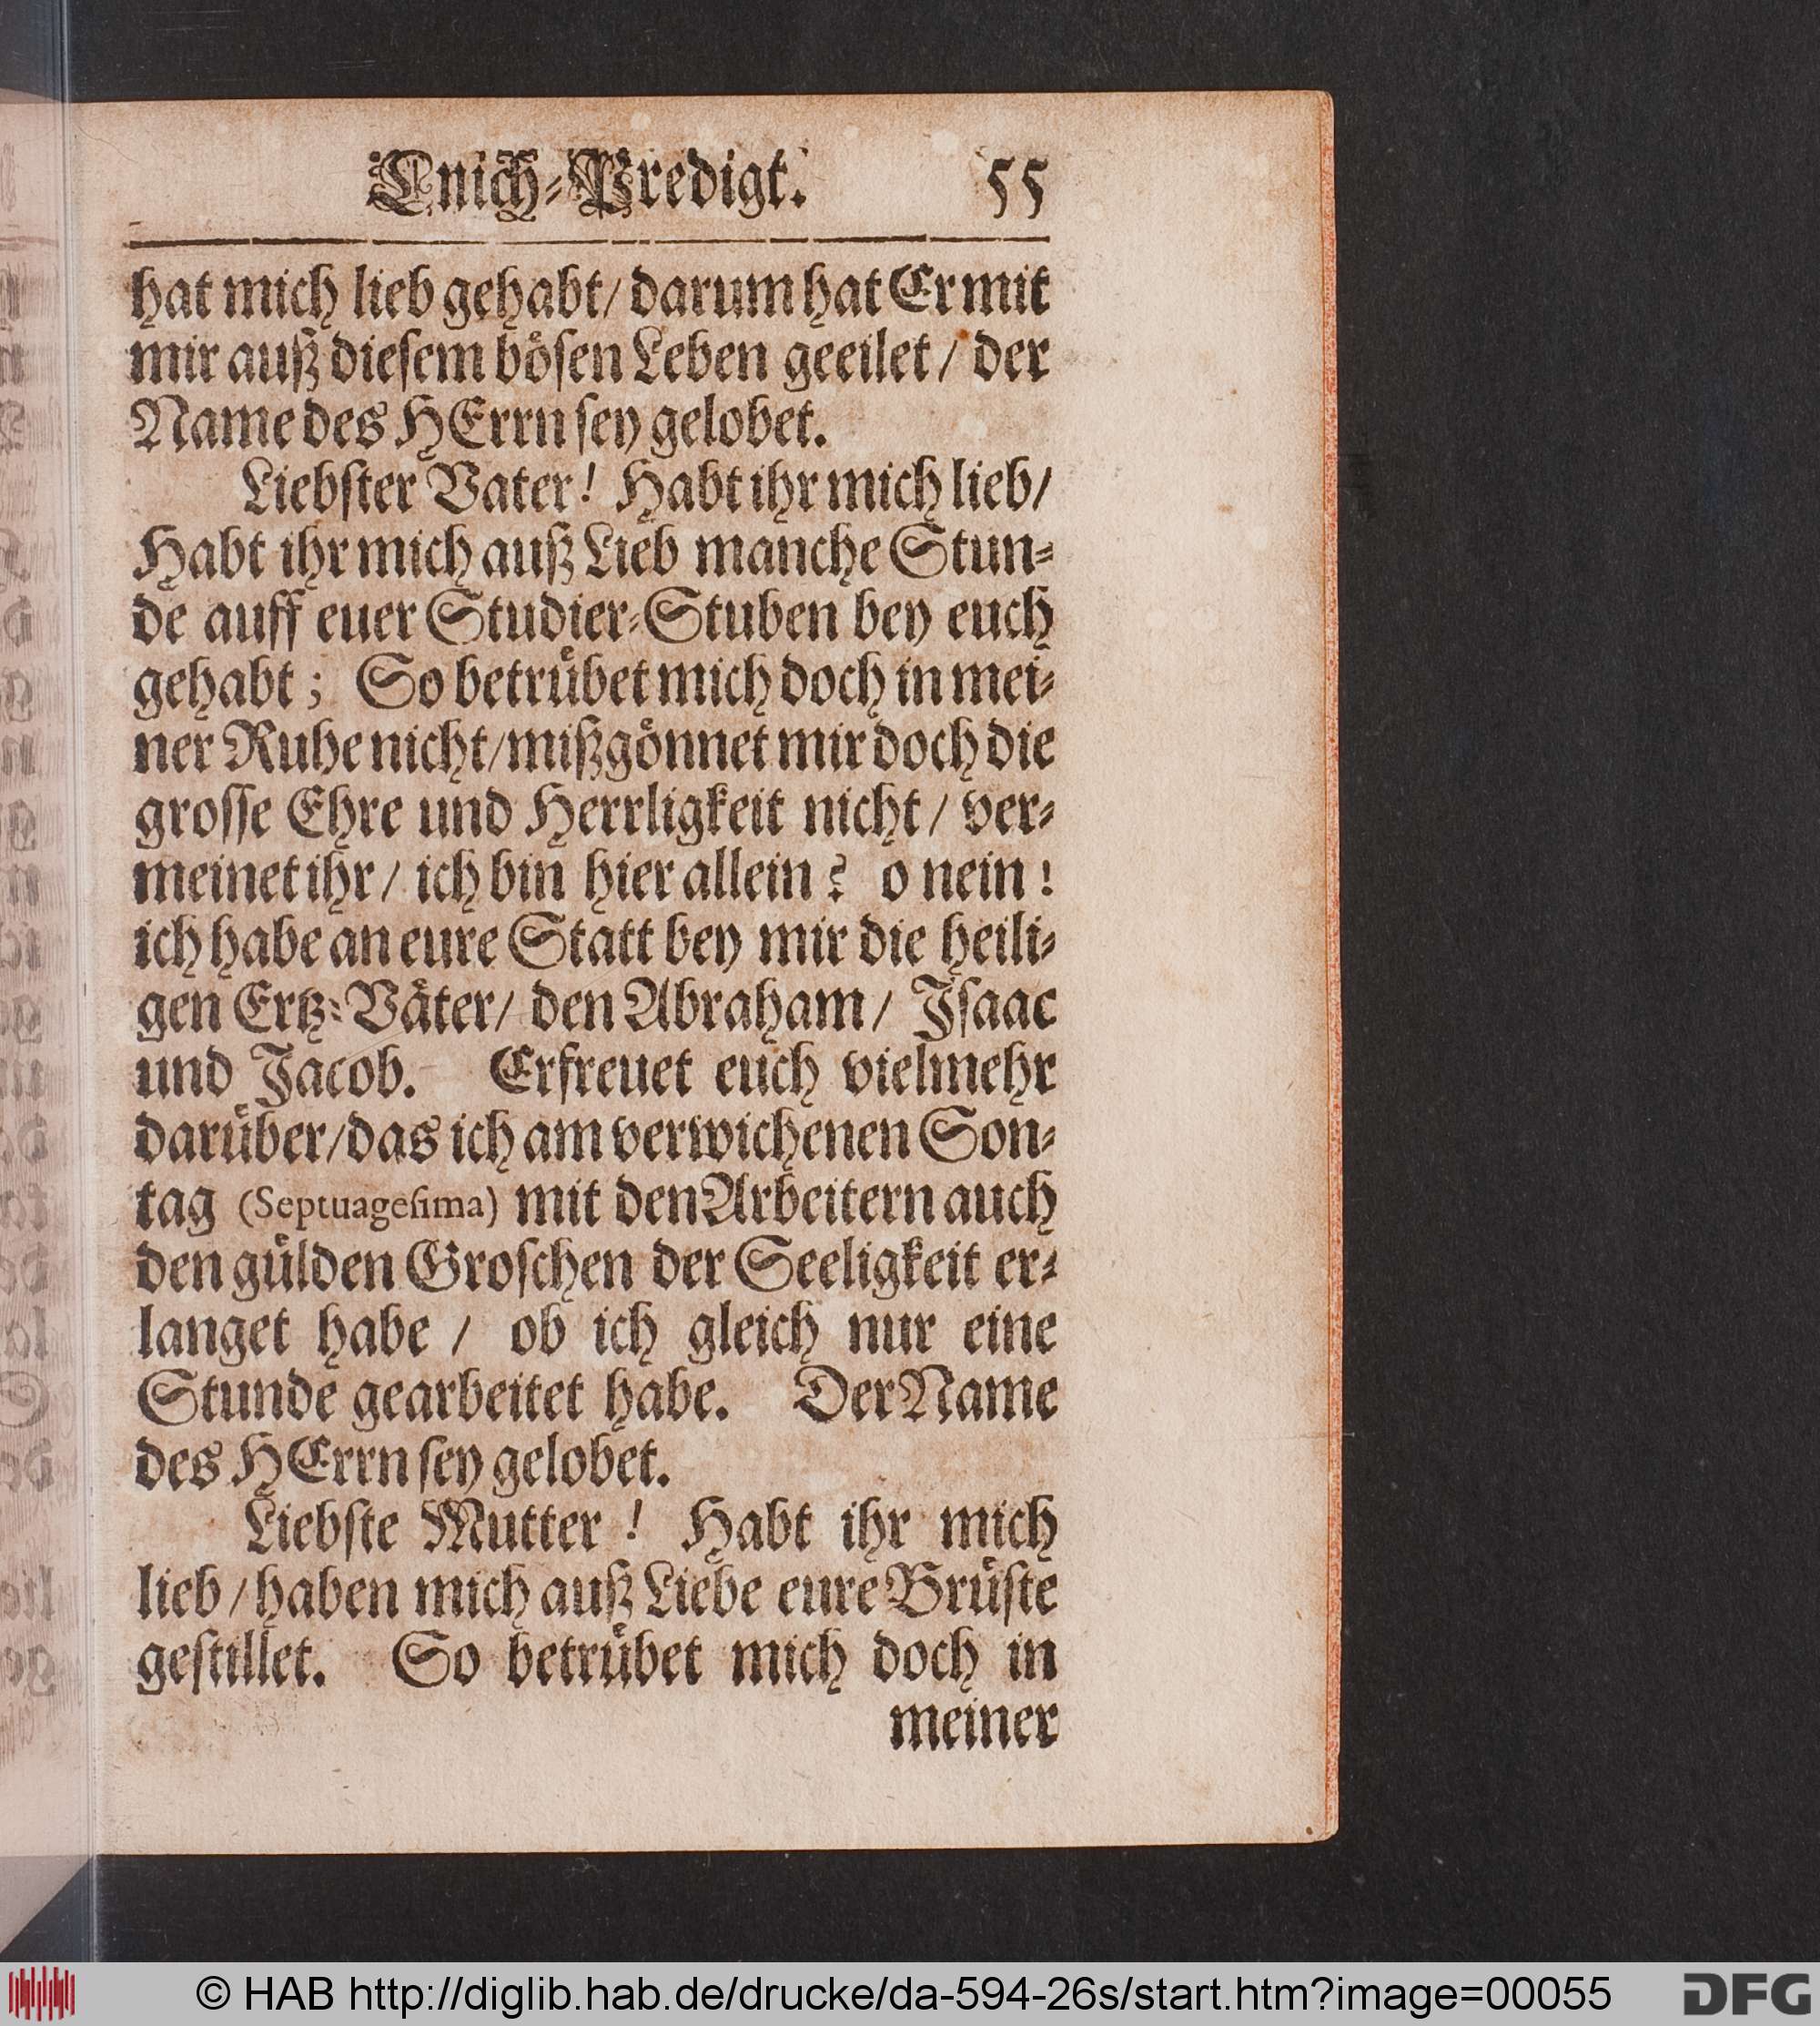 Lnich-Predigt. 55
hat mich lieb gehabt/ darum hat Er mit
mir auß diesem bösen Leben geeilet/ der
Name des HErrn sey gelobet.
Liebster Vater! Habt ihr mich lieb/
Habt ihr mich auß Lieb manche Stun-
de auff euer Studier-Stuben bey euch
gehabt; So betrübet mich doch in mei-
ner Ruhe nicht/ mißgönnet mir doch die
grosse Ehre und Herrligkeit nicht/ ver-
meinet ihr/ ich bin hier allein? o nein!
ich habe an eure Statt bey mir die heili-
gen Ertz-Väter/ den Abraham/ Isaac
und Jacob. Erfreuet euch vielmehr
darüber/ das ich am verwichenen Son-
tag (Septuagesima) mit den Arbeitern auch
den gülden Groschen der Seeligkeit er-
langet habe/ ob ich gleich nur eine
Stunde gearbeitet habe. Der Name
des HErrn sey gelobet.
Liebste Mutter! Habt ihr mich
lieb/ haben mich auß Liebe eure Brüste
gestillet. So betrübet mich doch in
meiner
© HAB http://diglib.hab.de/drucke/da-594-26s/start.htm?image=00055
DFG